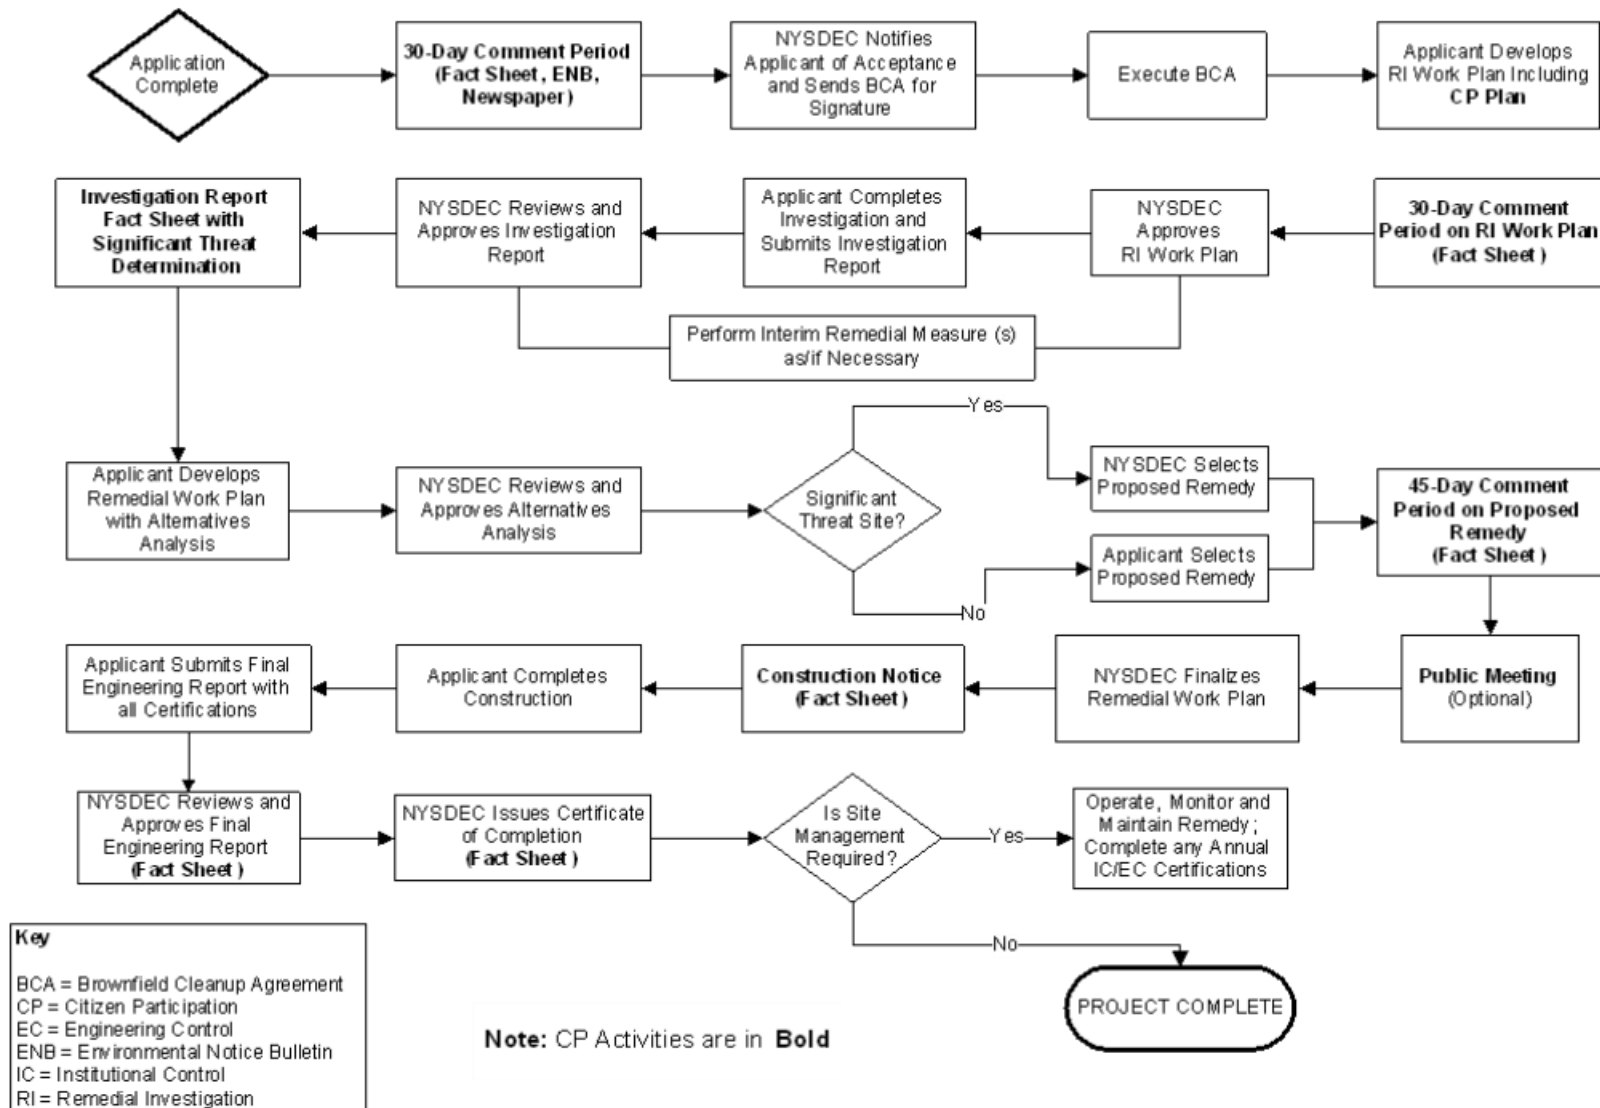 Application
Complete
30-Day Comment Period
(Fact Sheet, ENB,
Newspaper)
NYSDEC Notifies
Applicant of Acceptance
and Sends BCA for
Signature
Execute BCA
Applicant Develops
RI Work Plan Including
CP Plan
Investigation Report
Fact Sheet with
Significant Threat
Determination
NYSDEC Reviews and
Approves Investigation
Report
Applicant Completes
Investigation and
Submits Investigation
Report
NYSDEC
Approves
RI Work Plan
30-Day Comment
Period on RI Work Plan
(Fact Sheet)
Perform Interim Remedial Measure (s)
as/if Necessary
Applicant Develops
Remedial Work Plan
with Alternatives
Analysis
NYSDEC Reviews and
Approves Alternatives
Analysis
Significant
Threat Site?
Yes
No
NYSDEC Selects
Proposed Remedy
Applicant Selects
Proposed Remedy
45-Day Comment
Period on Proposed
Remedy
(Fact Sheet)
Applicant Submits Final
Engineering Report with
all Certifications
Applicant Completes
Construction
Construction Notice
(Fact Sheet)
NYSDEC Finalizes
Remedial Work Plan
Public Meeting
(Optional)
NYSDEC Reviews and
Approves Final
Engineering Report
(Fact Sheet)
NYSDEC Issues Certificate
of Completion
(Fact Sheet)
Is Site
Management
Required?
Yes
Operate, Monitor and
Maintain Remedy;
Complete any Annual
IC/EC Certifications
No
PROJECT COMPLETE
Key
BCA = Brownfield Cleanup Agreement
CP = Citizen Participation
EC = Engineering Control
ENB = Environmental Notice Bulletin
IC = Institutional Control
RI = Remedial Investigation
Note: CP Activities are in Bold